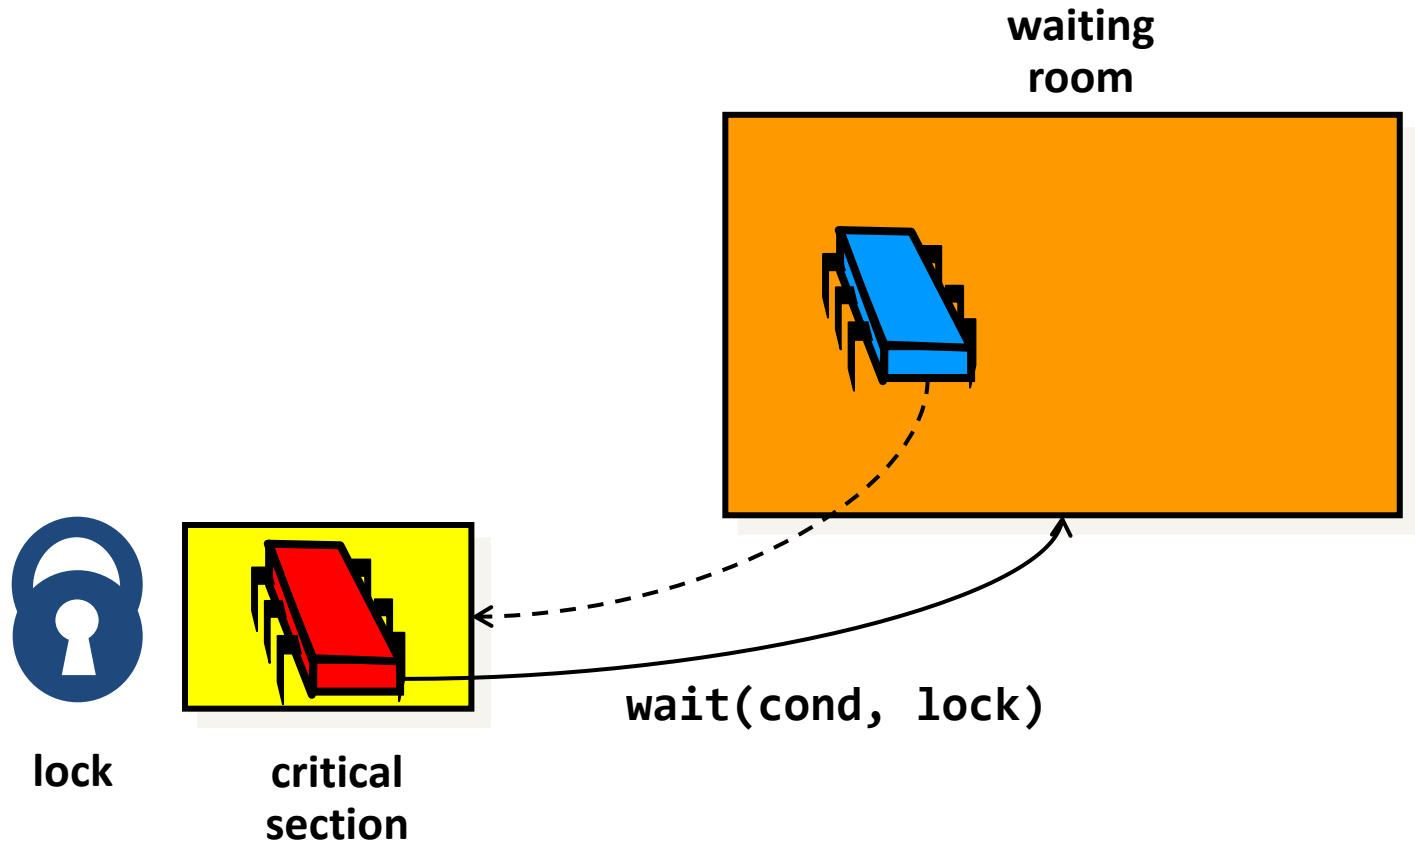 waiting
room
wait(cond, lock)
lock
critical
section